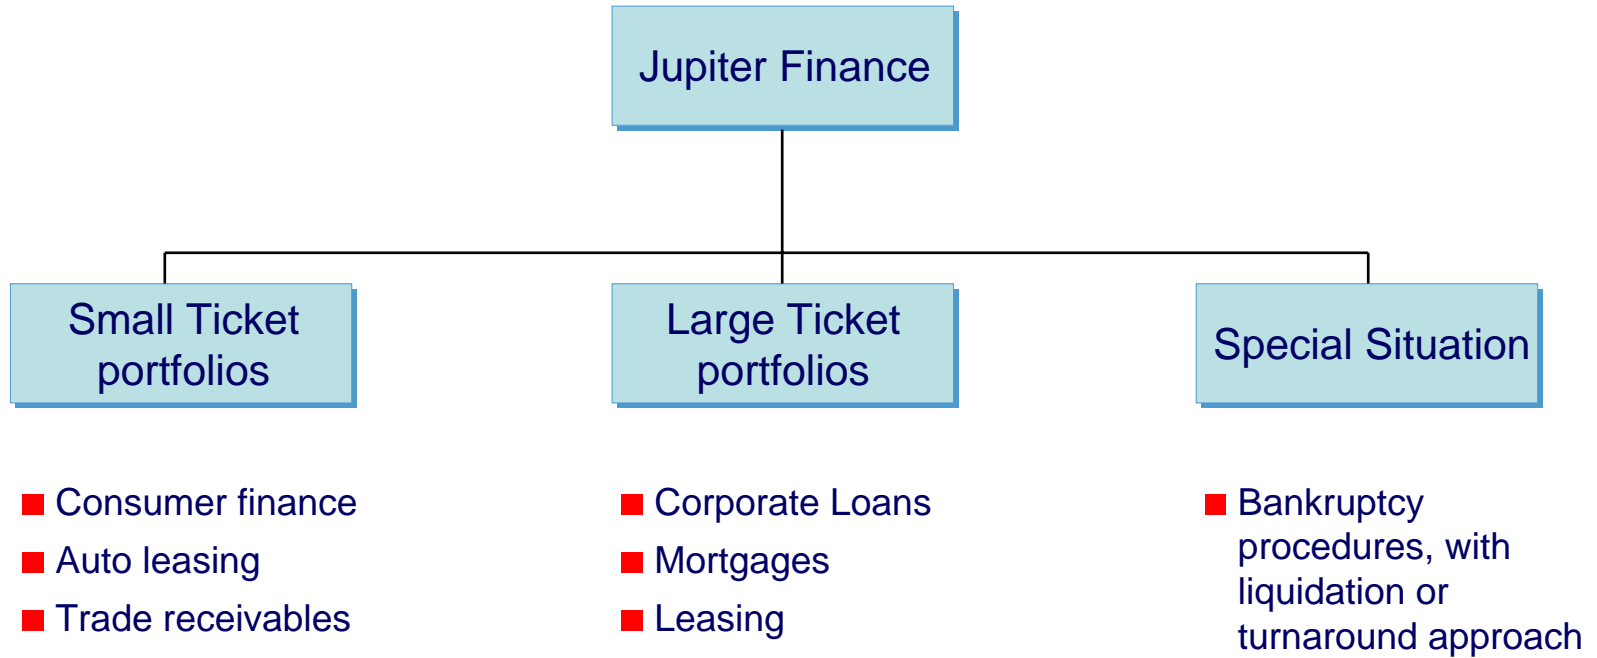 Jupiter Finance
Small Ticket
portfolios
Large Ticket
portfolios
Special Situation
Consumer finance
Auto leasing
Trade receivables
Corporate Loans
Mortgages
Leasing
Bankruptcy
procedures, with
liquidation or
turnaround approach